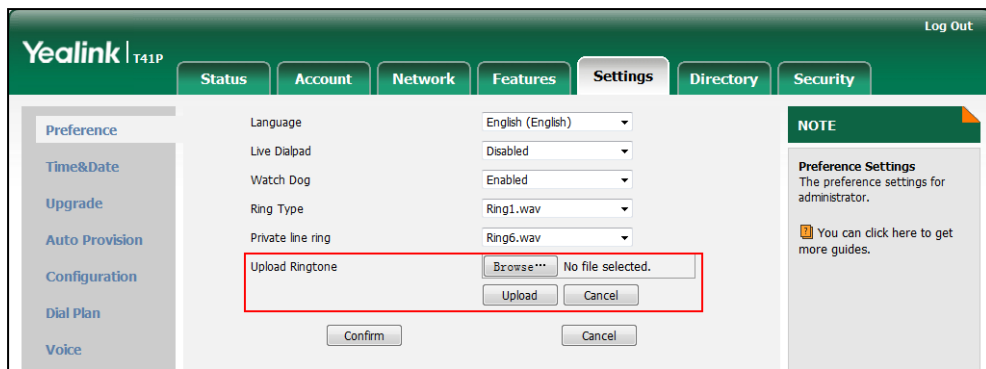 Log Out
Yealink | T41P
Status Account Network Features Settings Directory Security
Preference
Time&Date
Upgrade
Auto Provision
Configuration
Dial Plan
Voice
Language English (English)
Live Dialpad Disabled
Watch Dog Enabled
Ring Type Ring1.wav
Private line ring Ring6.wav
Upload Ringtone Browse... No file selected.
Upload Cancel
Confirm Cancel
NOTE
Preference Settings
The preference settings for
administrator.
You can click here to get
more guides.